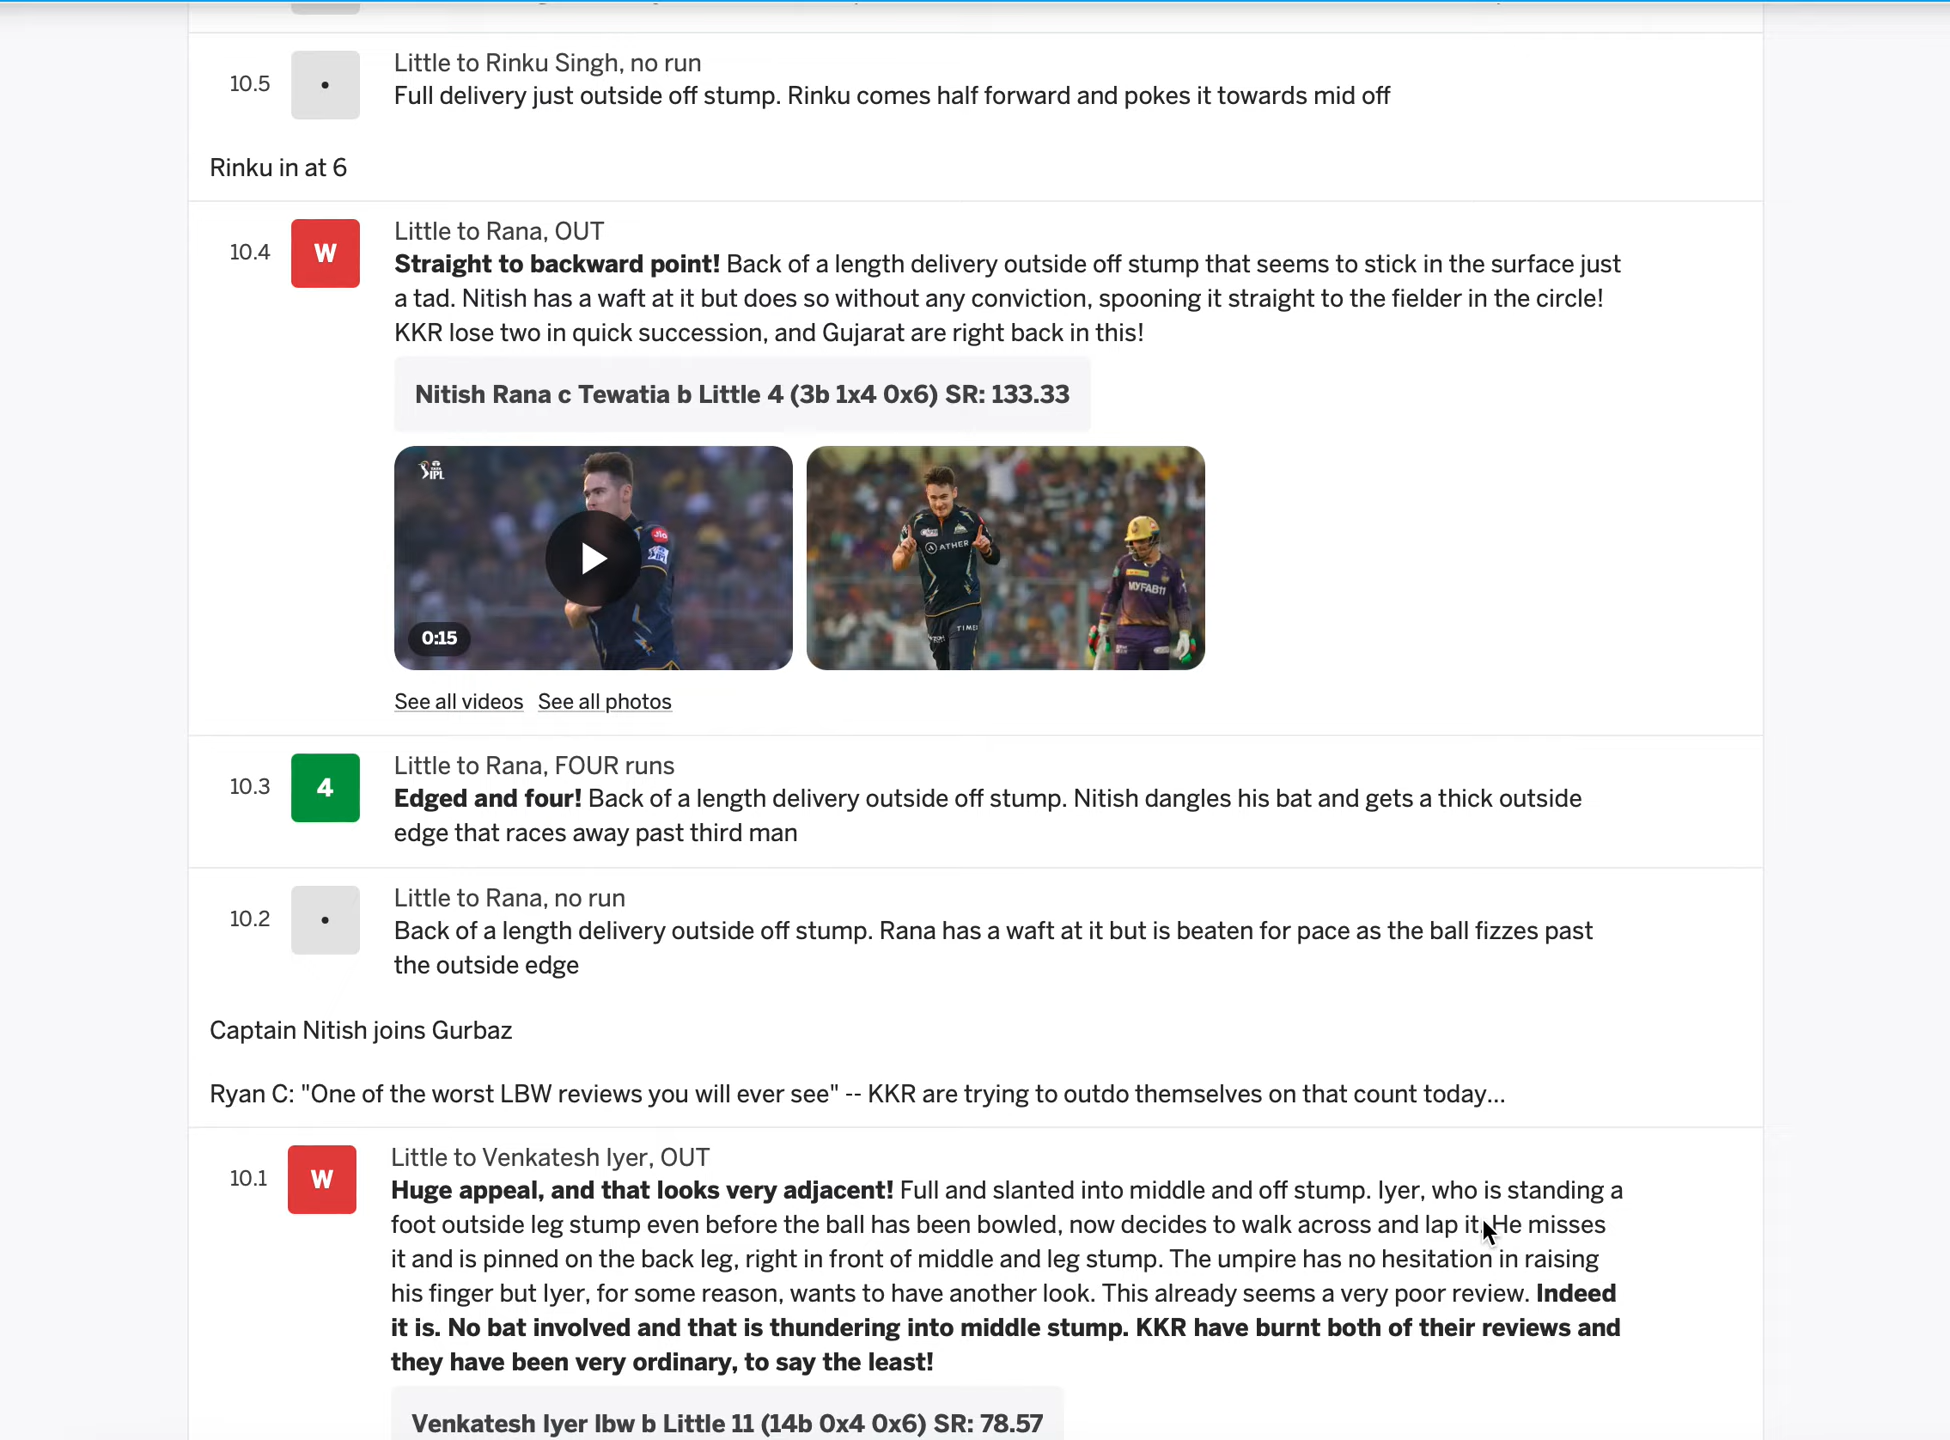 10.5
•
Little to Rinku Singh, no run
Full delivery just outside off stump. Rinku comes half forward and pokes it towards mid off
Rinku in at 6
10.4
W
Little to Rana, OUT
Straight to backward point! Back of a length delivery outside off stump that seems to stick in the surface just
a tad. Nitish has a waft at it but does so without any conviction, spooning it straight to the fielder in the circle!
KKR lose two in quick succession, and Gujarat are right back in this!
Nitish Rana c Tewatia b Little 4 (3b 1x4 0x6) SR: 133.33
IPL
Jio
0:15
ATHER
TIME
MYFAB11
See all videos See all photos
10.3
4
Little to Rana, FOUR runs
Edged and four! Back of a length delivery outside off stump. Nitish dangles his bat and gets a thick outside
edge that races away past third man
10.2
•
Little to Rana, no run
Back of a length delivery outside off stump. Rana has a waft at it but is beaten for pace as the ball fizzes past
the outside edge
Captain Nitish joins Gurbaz
Ryan C: "One of the worst LBW reviews you will ever see" -- KKR are trying to outdo themselves on that count today...
10.1
W
Little to Venkatesh Iyer, OUT
Huge appeal, and that looks very adjacent! Full and slanted into middle and off stump. Iyer, who is standing a
foot outside leg stump even before the ball has been bowled, now decides to walk across and lap it. He misses
it and is pinned on the back leg, right in front of middle and leg stump. The umpire has no hesitation in raising
his finger but Iyer, for some reason, wants to have another look. This already seems a very poor review. Indeed
it is. No bat involved and that is thundering into middle stump. KKR have burnt both of their reviews and
they have been very ordinary, to say the least!
Venkatesh Iyer lbw b Little 11 (14b 0x4 0x6) SR: 78.57